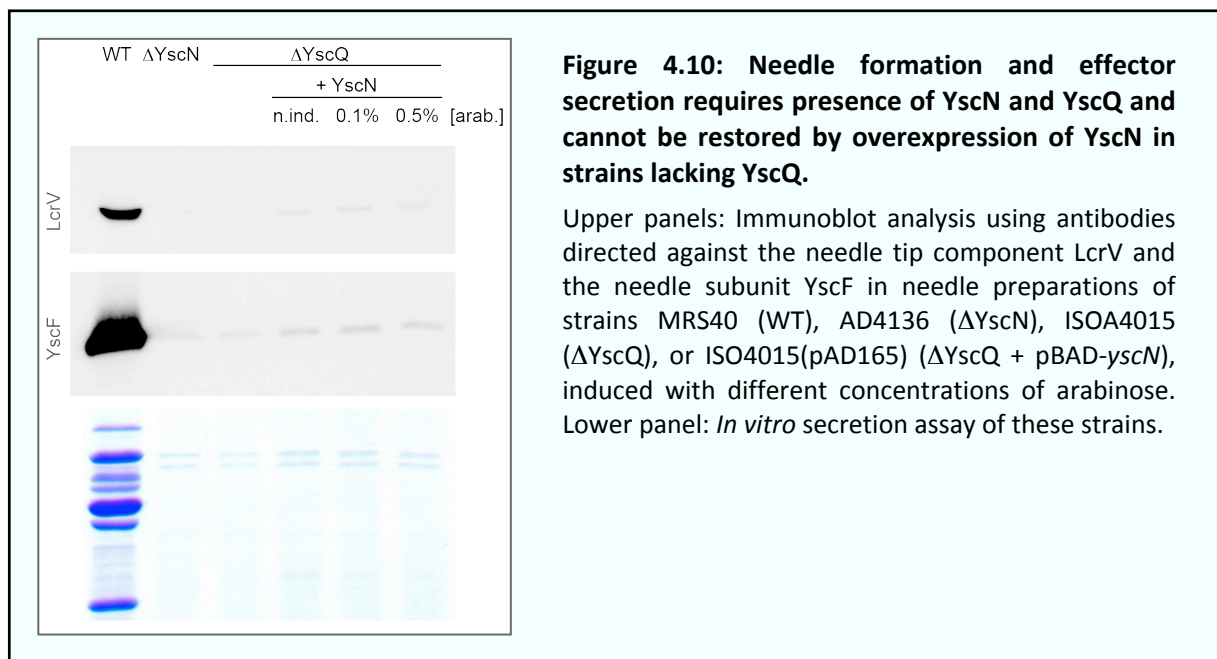 WT ΔYscN ΔYscQ
+ YscN
n.ind. 0.1% 0.5% [arab.]
LcrV
YscF
Figure 4.10: Needle formation and effector
secretion requires presence of YscN and YscQ and
cannot be restored by overexpression of YscN in
strains lacking YscQ.
Upper panels: Immunoblot analysis using antibodies
directed against the needle tip component LcrV and
the needle subunit YscF in needle preparations of
strains MRS40 (WT), AD4136 (ΔYscN), ISOA4015
(ΔYscQ), or ISO4015(pAD165) (ΔYscQ + pBAD-yscN),
induced with different concentrations of arabinose.
Lower panel: In vitro secretion assay of these strains.